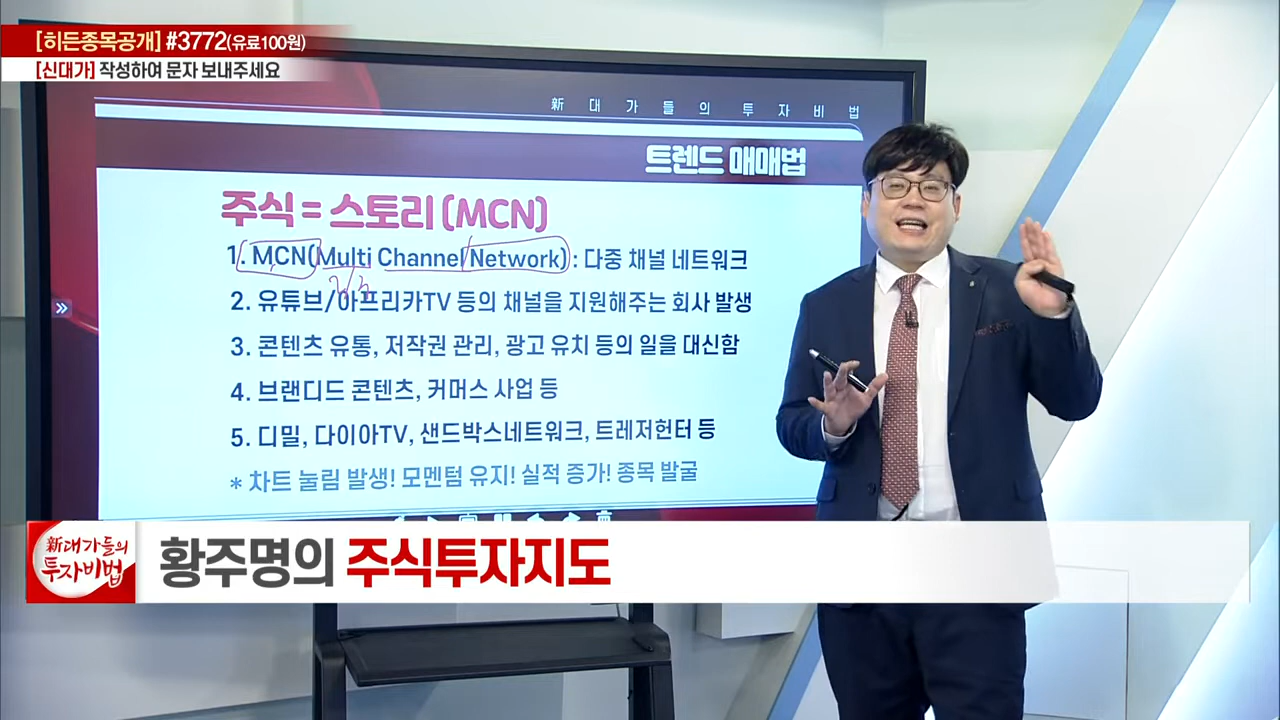 [히든종목공개] #3772(유료100원)
[신대가] 작성하여 문자 보내주세요
新대가들의 투자비법
트렌드 매매법
주식 = 스토리 (MCN)
1. MCN(Multi Channel Network) : 다중 채널 네트워크
2. 유튜브/아프리카TV 등의 채널을 지원해주는 회사 발생
3. 콘텐츠 유통, 저작권 관리, 광고 유치 등의 일을 대신함
4. 브랜디드 콘텐츠, 커머스 사업 등
5. 디밀, 다이아TV, 샌드박스네트워크, 트레저헌터 등
* 차트 눌림 발생! 모멘텀 유지! 실적 증가! 종목 발굴
新대가들의
투자비법
황주명의 주식투자지도